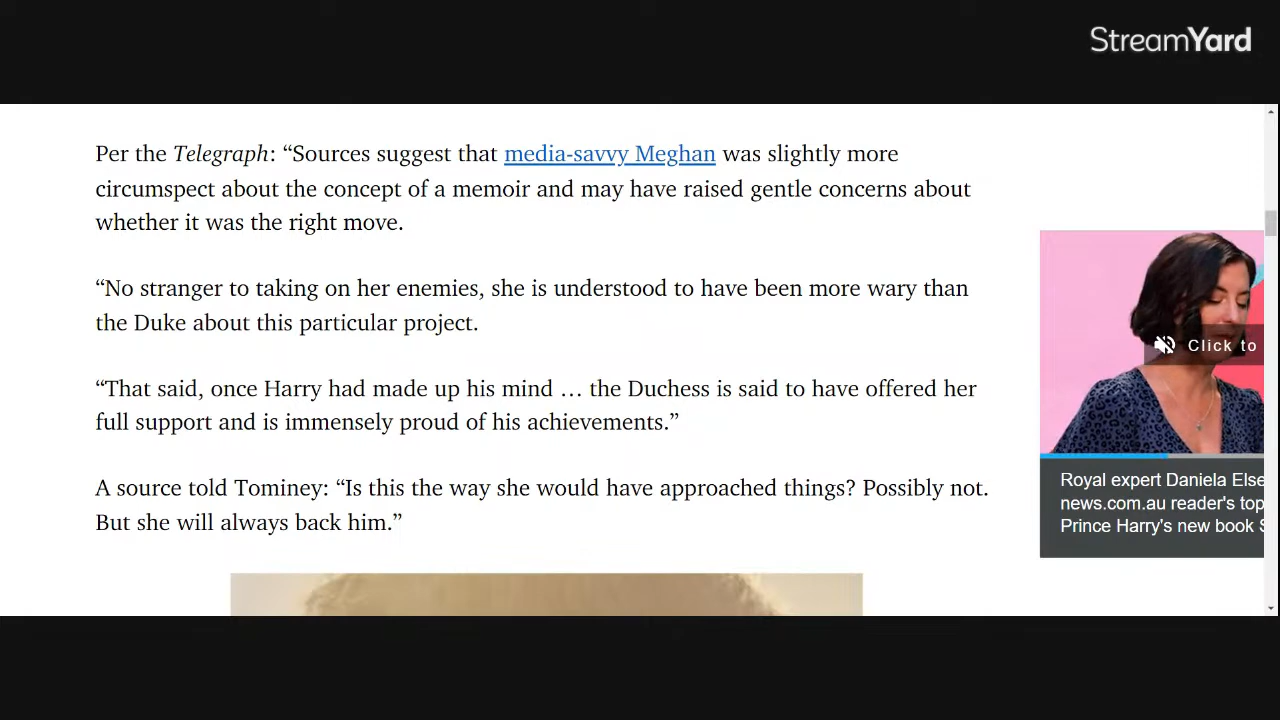 StreamYard
Per the Telegraph: “Sources suggest that media-savvy Meghan was slightly more
circumspect about the concept of a memoir and may have raised gentle concerns about
whether it was the right move.
“No stranger to taking on her enemies, she is understood to have been more wary than
the Duke about this particular project.
“That said, once Harry had made up his mind … the Duchess is said to have offered her
full support and is immensely proud of his achievements.”
A source told Tominey: “Is this the way she would have approached things? Possibly not.
But she will always back him.”
Click to
Royal expert Daniela Else
news.com.au reader's top
Prince Harry's new book S